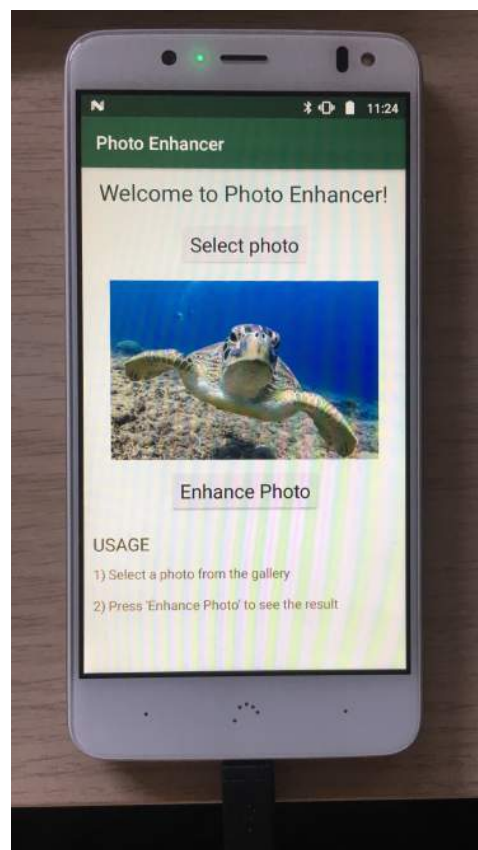 11:24
Photo Enhancer
Welcome to Photo Enhancer!
Select photo
Enhance Photo
USAGE
1) Select a photo from the gallery
2) Press 'Enhance Photo' to see the result